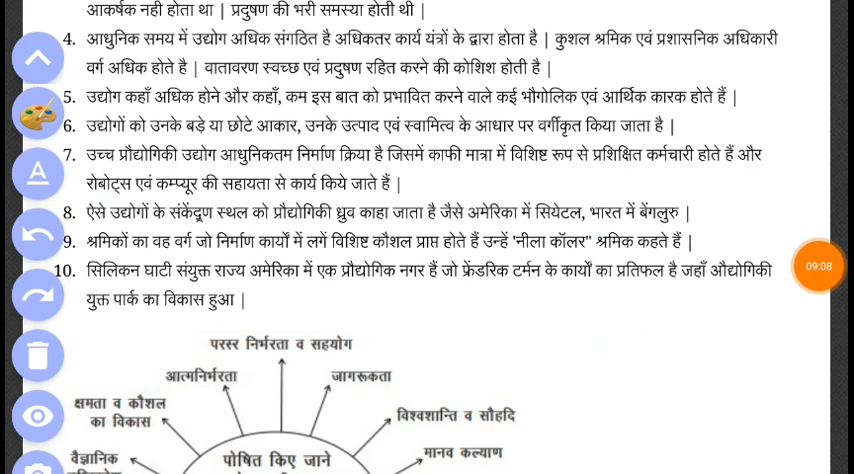 आकर्षक नही होता था | प्रदुषण की भरी समस्या होती थी |
4. आधुनिक समय में उद्योग अधिक संगठित है अधिकतर कार्य यंत्रों के द्वारा होता है | कुशल श्रमिक एवं प्रशासनिक अधिकारी
वर्ग अधिक होते है | वातावरण स्वच्छ एवं प्रदुषण रहित करने की कोशिश होती है |
5. उद्योग कहाँ अधिक होने और कहाँ, कम इस बात को प्रभावित करने वाले कई भौगोलिक एवं आर्थिक कारक होते हैं |
6. उद्योगों को उनके बड़े या छोटे आकार, उनके उत्पाद एवं स्वामित्व के आधार पर वर्गीकृत किया जाता है |
7. उच्च प्रौद्योगिकी उद्योग आधुनिकतम निर्माण क्रिया है जिसमें काफी मात्रा में विशिष्ट रूप से प्रशिक्षित कर्मचारी होते हैं और
रोबोट्स एवं कम्प्यूर की सहायता से कार्य किये जाते हैं |
8. ऐसे उद्योगों के संकेंद्रण स्थल को प्रौद्योगिकी ध्रुव काहा जाता है जैसे अमेरिका में सियेटल, भारत में बेंगलुरु |
9. श्रमिकों का वह वर्ग जो निर्माण कार्यों में लगें विशिष्ट कौशल प्राप्त होते हैं उन्हें 'नीला कॉलर" श्रमिक कहते हैं |
09:08
10. सिलिकन घाटी संयुक्त राज्य अमेरिका में एक प्रौद्योगिक नगर हैं जो फ्रेंडरिक टर्मन के कार्यों का प्रतिफल है जहाँ औद्योगिकी
युक्त पार्क का विकास हुआ |
परस्र निर्भरता व सहयोग
आत्मनिर्भरता
जागरूकता
क्षमता व कौशल
का विकास
विश्वशान्ति व सौहदि
वैज्ञानिक
पोषित किए जाने
मानव कल्याण
A